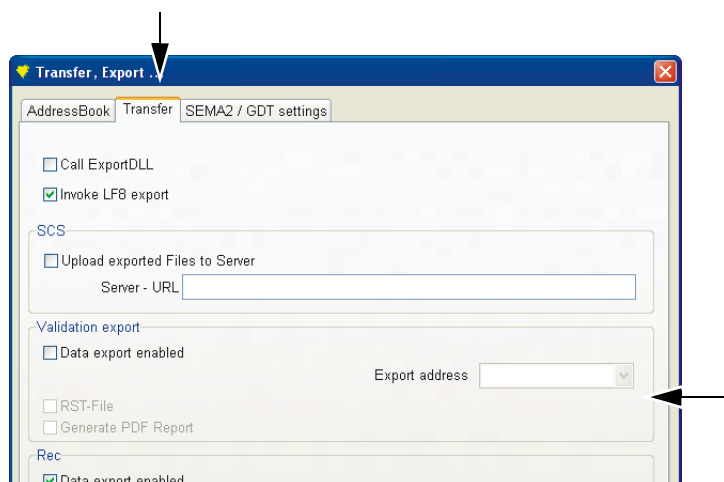 Transfer, Export ...
AddressBook Transfer SEMA2 / GDT settings
Call ExportDLL
Invoke LF8 export
SCS
Upload exported Files to Server
Server - URL
Validation export
Data export enabled
Export address
RST-File
Generate PDF Report
Rec
Data export enabled